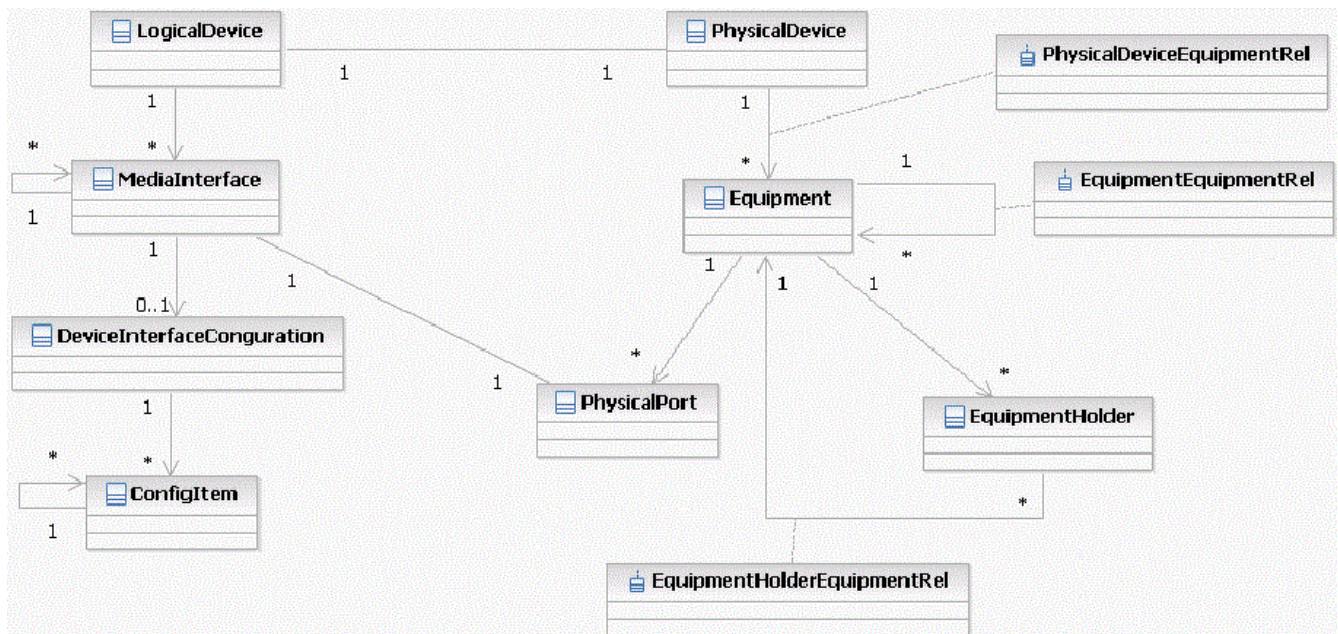 LogicalDevice
PhysicalDevice
PhysicalDeviceEquipmentRel
1
1
1
1
*
*
*
MediaInterface
1
EquipmentEquipmentRel
Equipment
1
*
1
1
1
1
1
0..1
DeviceInterfaceConguration
*
1
*
PhysicalPort
EquipmentHolder
1
*
*
ConfigItem
1
*
EquipmentHolderEquipmentRel